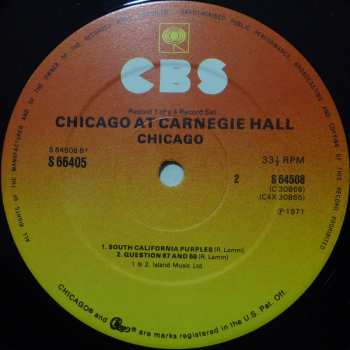 ALL RIGHTS OF THE MANUFACTURER AND OF THE OWNER OF THE RECORDED WORK RESERVED · UNAUTHORISED PUBLIC PERFORMANCE, BROADCASTING AND COPYING OF THIS RECORD PROHIBITED
CBS
Record 1 of a 4 Record Set
CHICAGO AT CARNEGIE HALL
CHICAGO
S 64508 B¹
S 66405
33⅓ RPM
2
S 64508
(C 30866)
(C4X 30865)
℗ 1971
1. SOUTH CALIFORNIA PURPLES (R. Lamm)
2. QUESTION 67 AND 68 (R. Lamm)
1 & 2. Island Music Ltd.
CHICAGO® and Chicago® are marks registered in the U.S. Pat. Off.